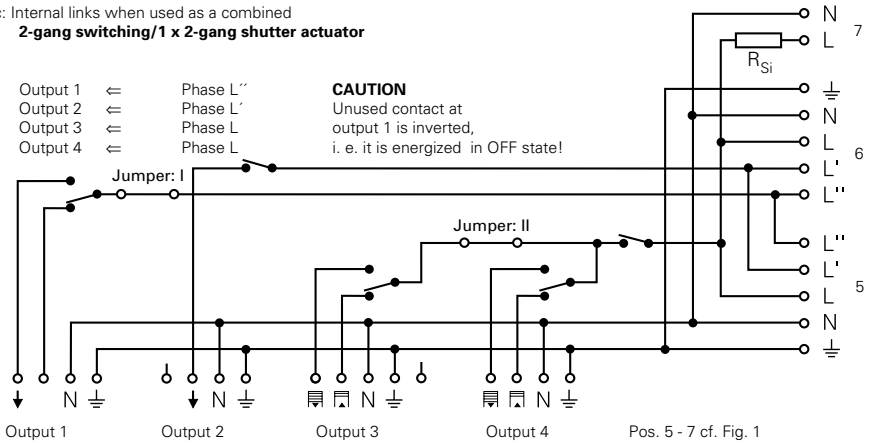 c: Internal links when used as a combined
2-gang switching/1 x 2-gang shutter actuator
Output 1 ⇐ Phase L´´
Output 2 ⇐ Phase L´
Output 3 ⇐ Phase L
Output 4 ⇐ Phase L
CAUTION
Unused contact at
output 1 is inverted,
i. e. it is energized in OFF state!
N
L
7
RSi
N
L
L'
L''
6
L''
L'
L
N
5
Jumper: I
Jumper: II
N
N
N
N
Output 1
Output 2
Output 3
Output 4
Pos. 5 - 7 cf. Fig. 1